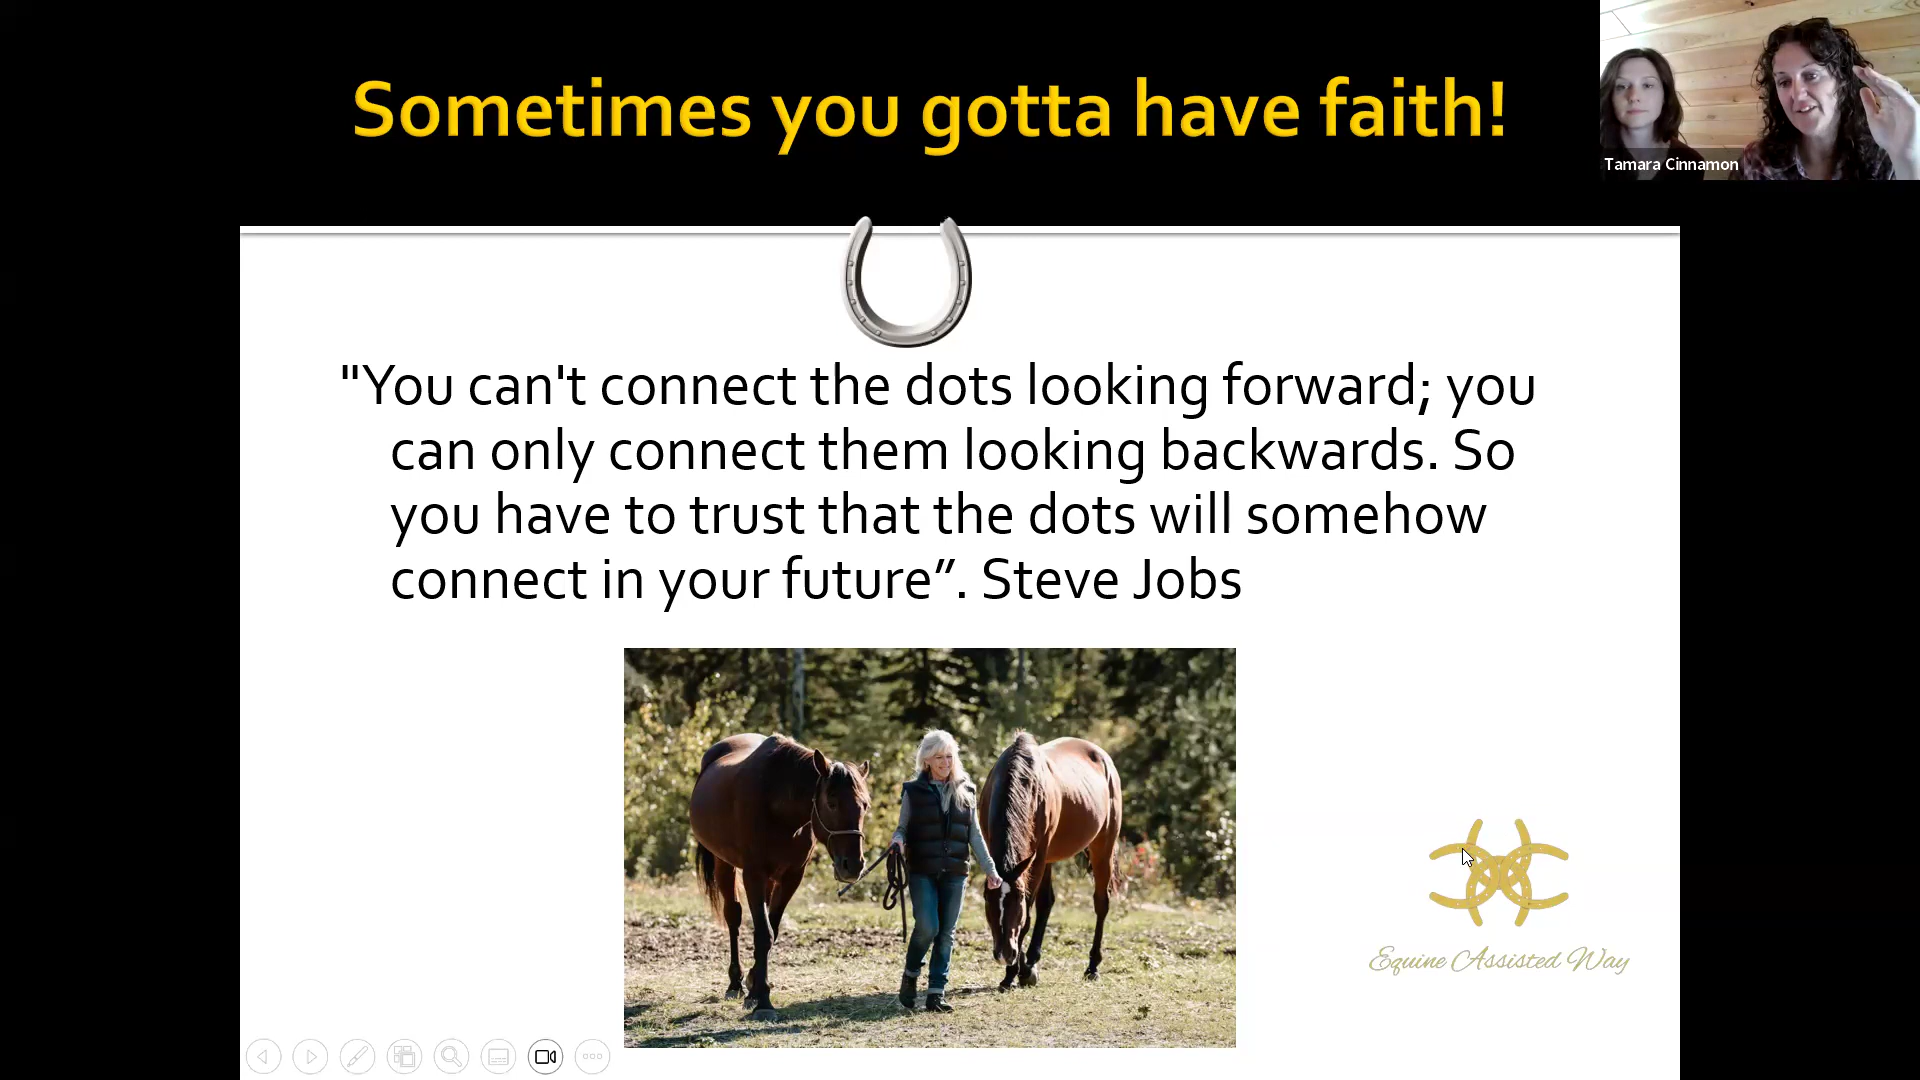 Sometimes you gotta have faith!
Tamara Cinnamon
"You can't connect the dots looking forward; you
can only connect them looking backwards. So
you have to trust that the dots will somehow
connect in your future”. Steve Jobs
Equine Assisted Way